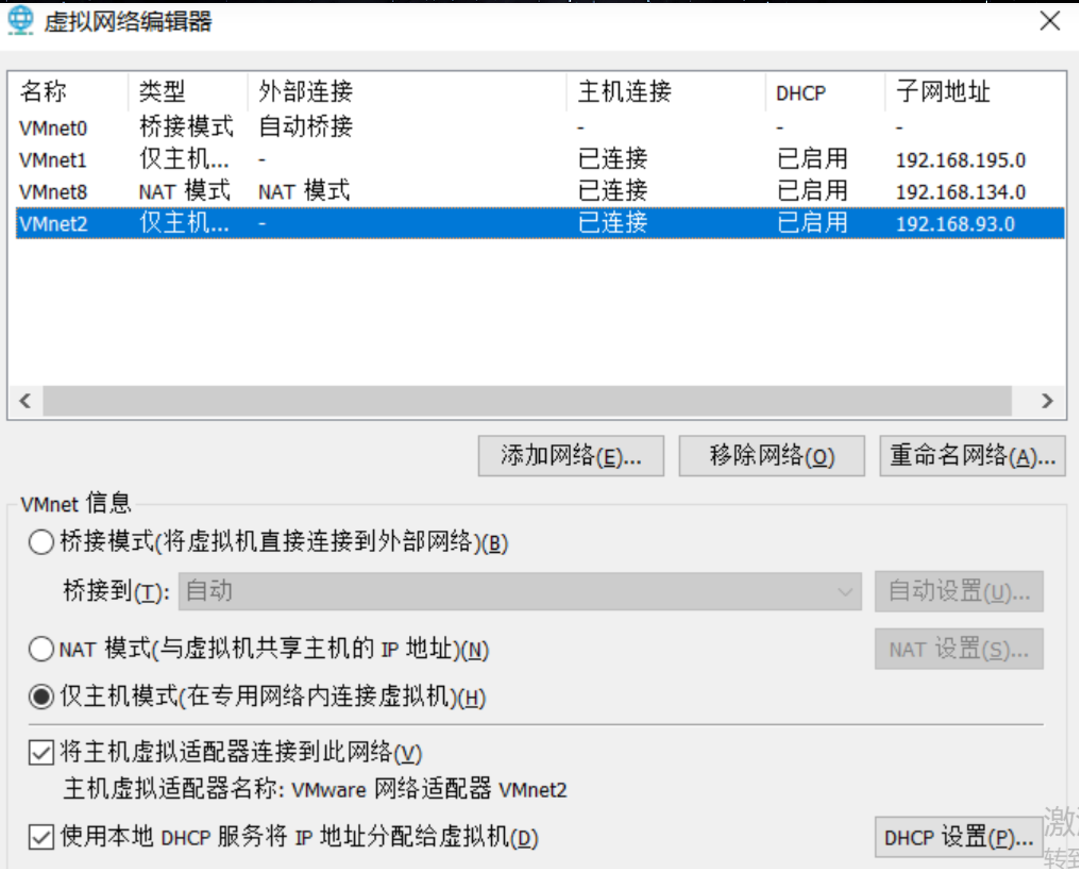 虚拟网络编辑器
名称 类型 外部连接 主机连接 DHCP 子网地址
VMnet0 桥接模式 自动桥接 - - -
VMnet1 仅主机... - 已连接 已启用 192.168.195.0
VMnet8 NAT 模式 NAT 模式 已连接 已启用 192.168.134.0
VMnet2 仅主机... - 已连接 已启用 192.168.93.0
添加网络(E)... 移除网络(O) 重命名网络(A)...
VMnet 信息
桥接模式(将虚拟机直接连接到外部网络)(B)
桥接到(T): 自动 自动设置(U)...
NAT 模式(与虚拟机共享主机的 IP 地址)(N) NAT 设置(S)...
仅主机模式(在专用网络内连接虚拟机)(H)
将主机虚拟适配器连接到此网络(V)
主机虚拟适配器名称: VMware 网络适配器 VMnet2
使用本地 DHCP 服务将 IP 地址分配给虚拟机(D) DHCP 设置(P)...
激
转到